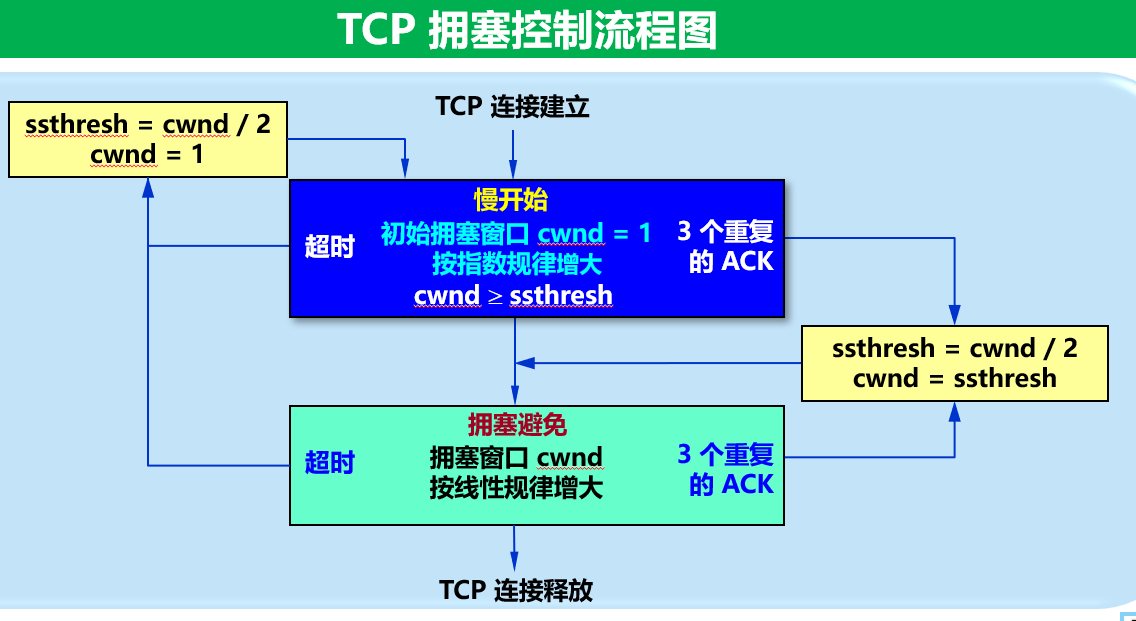 TCP 拥塞控制流程图
TCP 连接建立
ssthresh = cwnd / 2
cwnd = 1
慢开始
超时
初始拥塞窗口 cwnd = 1
按指数规律增大
cwnd ≥ ssthresh
3 个重复
的 ACK
ssthresh = cwnd / 2
cwnd = ssthresh
拥塞避免
超时
拥塞窗口 cwnd
按线性规律增大
3 个重复
的 ACK
TCP 连接释放